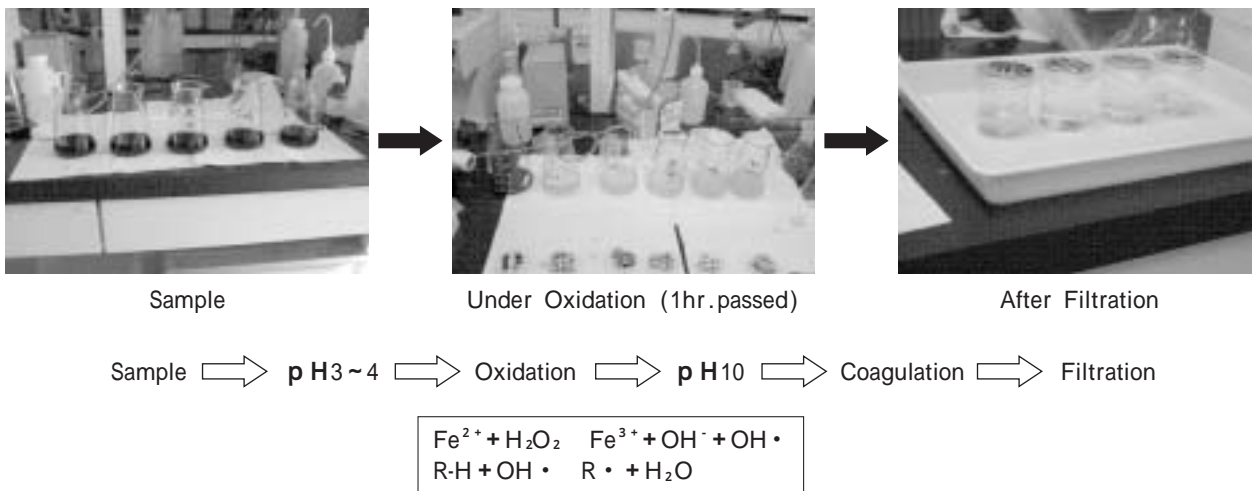 Sample
Under Oxidation (1hr.passed)
After Filtration
Sample pH3~4 Oxidation pH10 Coagulation Filtration
Fe²⁺+H₂O₂ Fe³⁺+OH⁻+OH•
R-H+OH• R•+H₂O